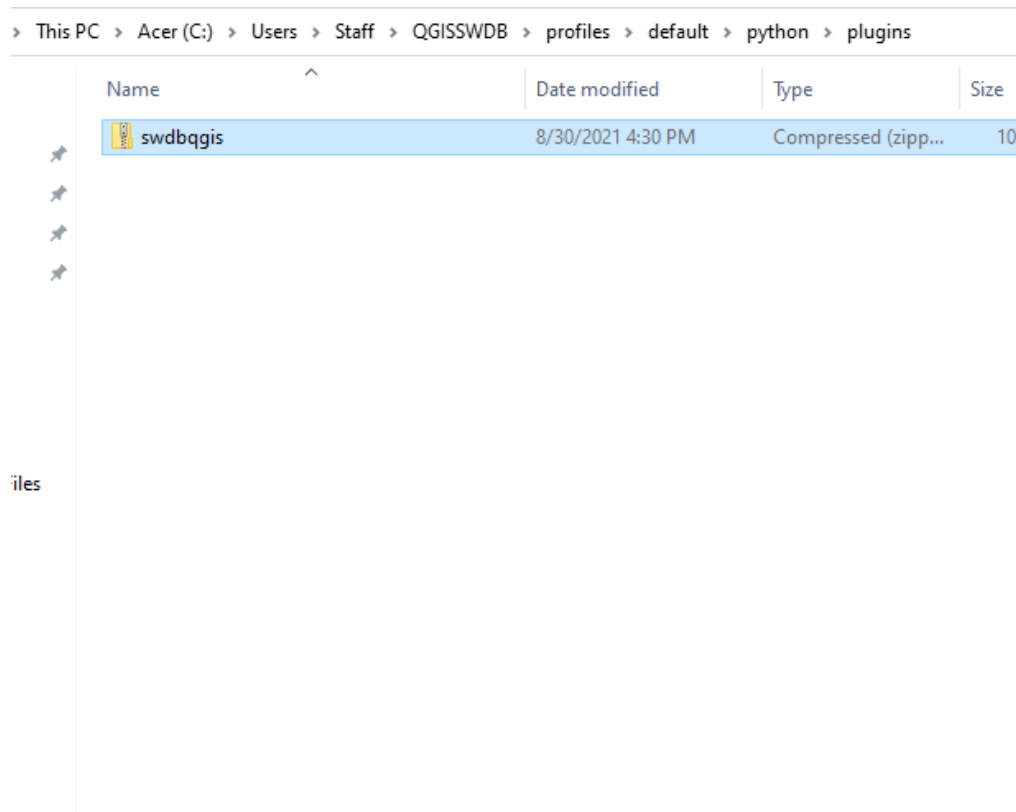 > This PC > Acer (C:) > Users > Staff > QGISSWDB > profiles > default > python > plugins
Name Date modified Type Size
swdbqgis 8/30/2021 4:30 PM Compressed (zipp... 10
iles